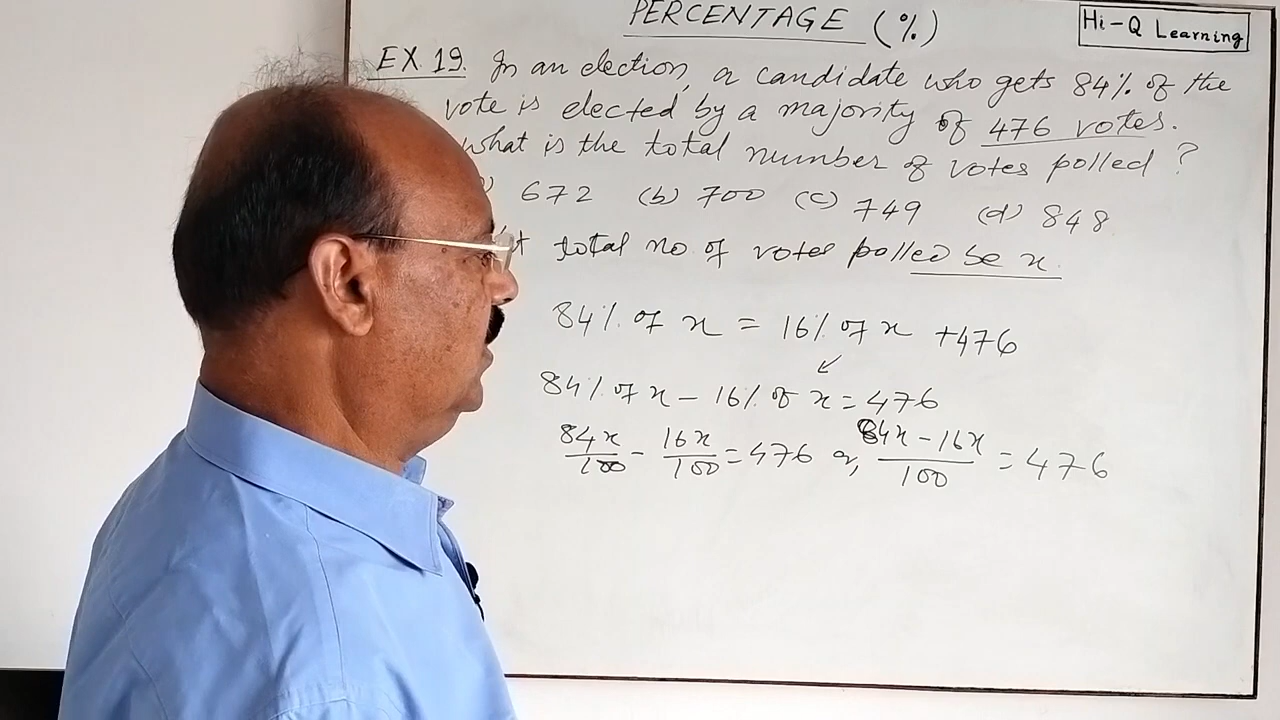 PERCENTAGE (%)
Hi-Q Learning
EX. 19. In an election, a candidate who gets 84% of the
vote is elected by a majority of 476 votes.
what is the total number of votes polled ?
) 672 (b) 700 (c) 749 (d) 848
total no. of votes polled be x.
84% of x = 16% of x + 476
84% of x - 16% of x = 476
84x/100 - 16x/100 = 476 or, 84x - 16x/100 = 476